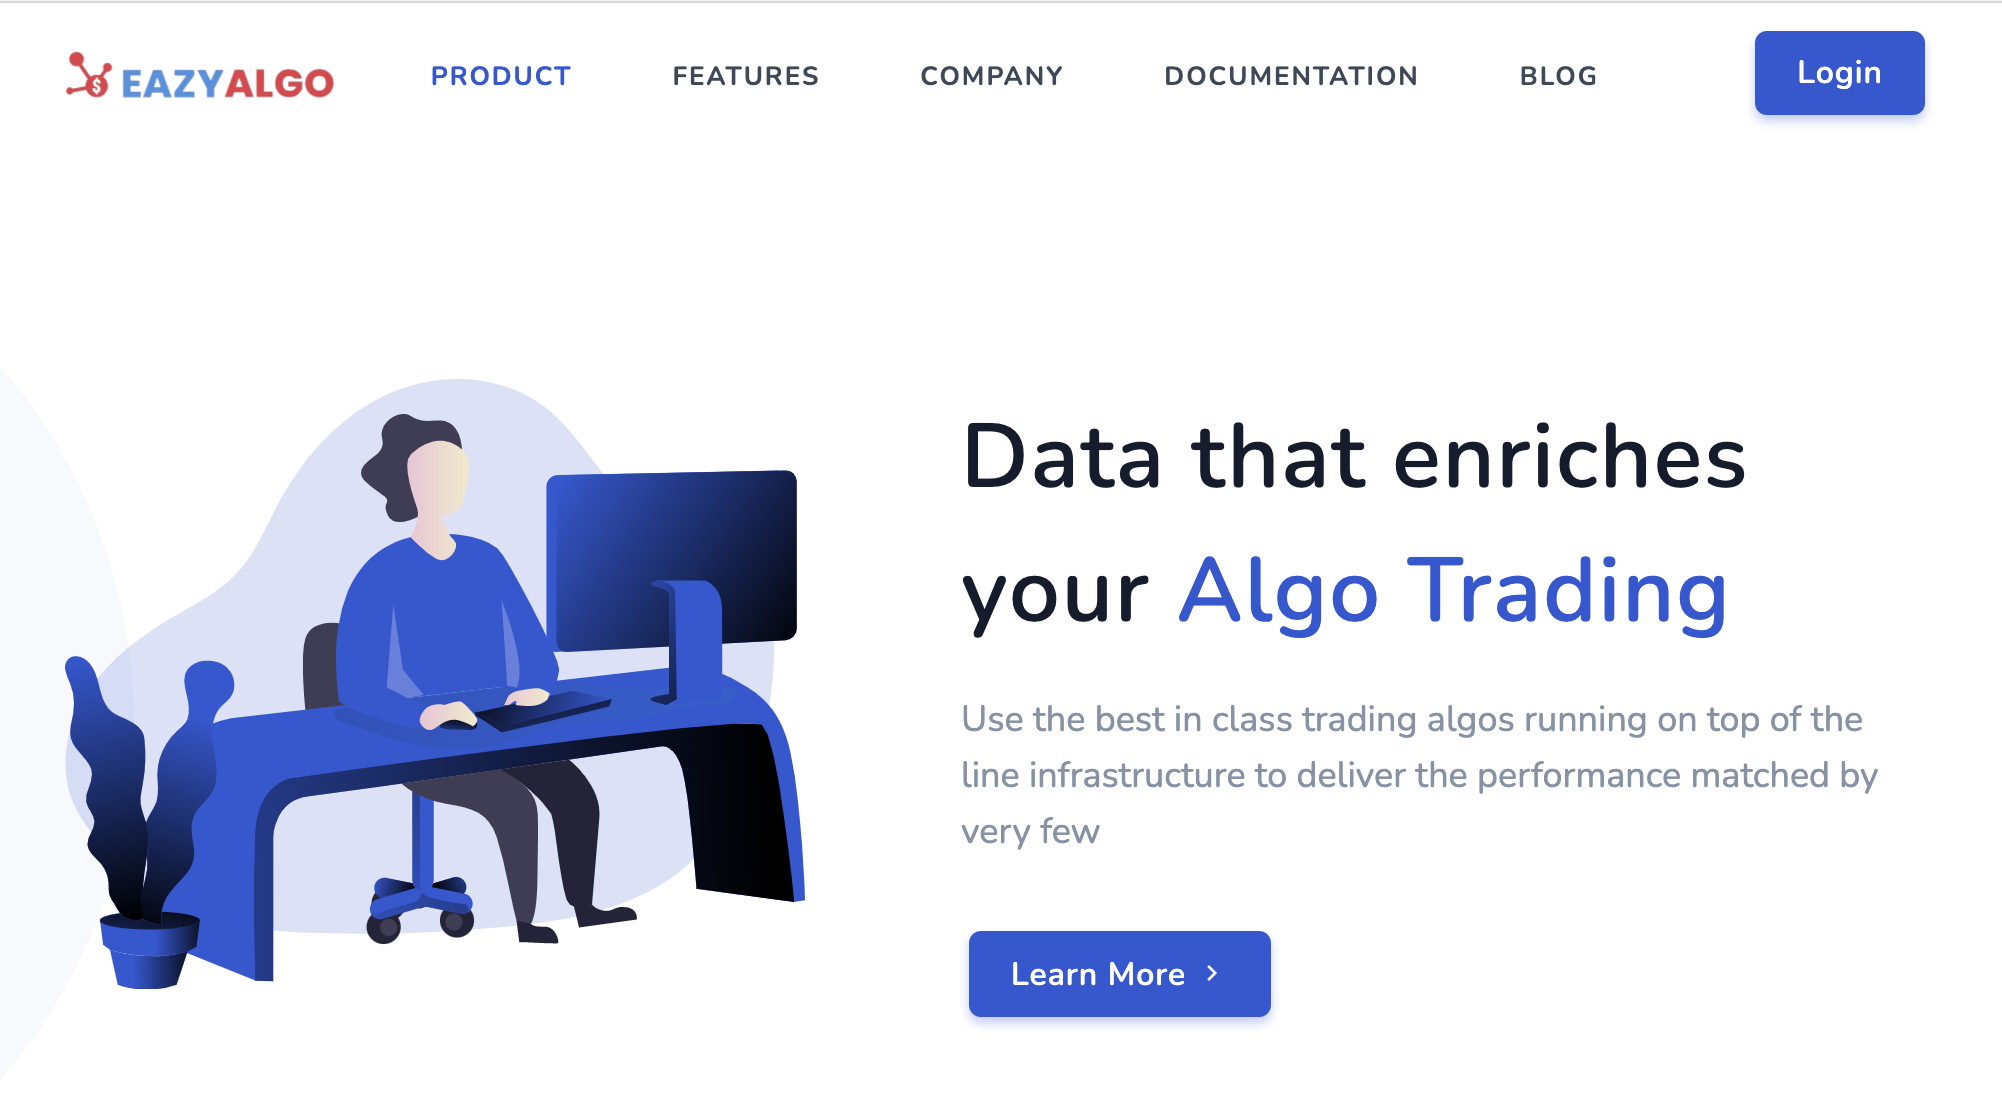 EAZYALGO
PRODUCT
FEATURES
COMPANY
DOCUMENTATION
BLOG
Login
Data that enriches
your Algo Trading
Use the best in class trading algos running on top of the
line infrastructure to deliver the performance matched by
very few
Learn More